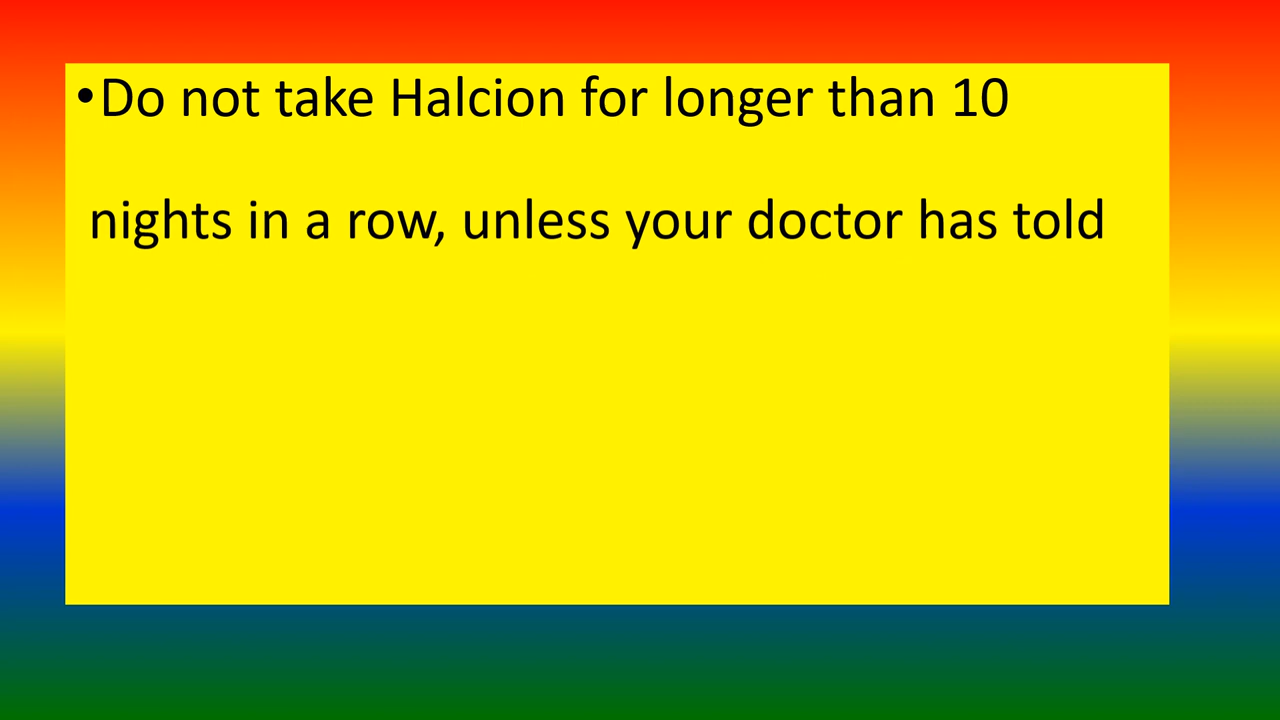 •Do not take Halcion for longer than 10
nights in a row, unless your doctor has told